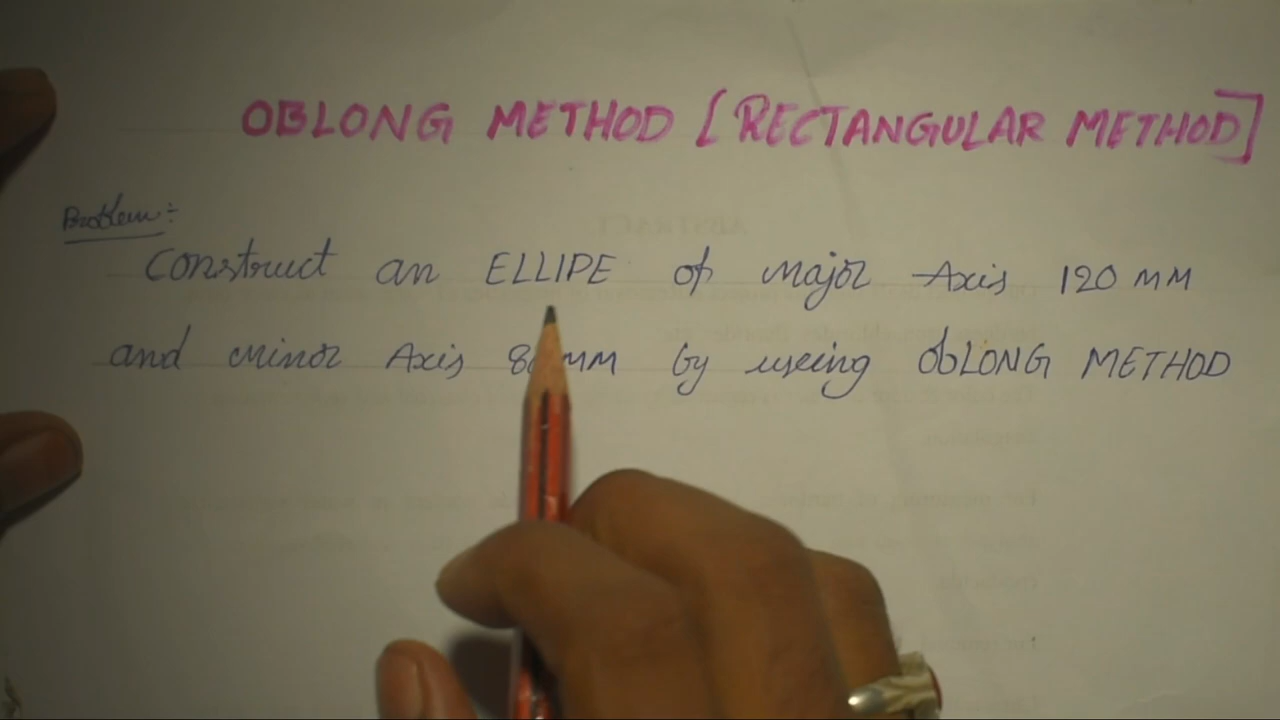 OBLONG METHOD [RECTANGULAR METHOD]
Problem:-
Construct an ELLIPE of Major Axis 120 MM
and Minor Axis 80 MM by useing ObLONG METHOD